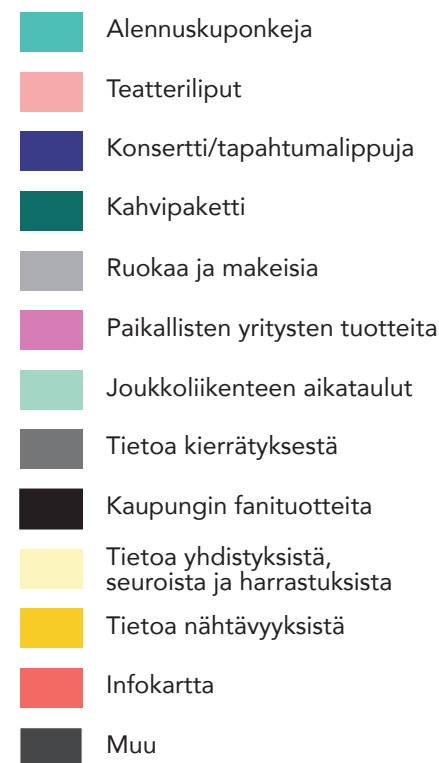 Alennuskuponkeja
Teatteriliput
Konsertti/tapahtumalippuja
Kahvipaketti
Ruokaa ja makeisia
Paikallisten yritysten tuotteita
Joukkoliikenteen aikataulut
Tietoa kierrätyksestä
Kaupungin fanituotteita
Tietoa yhdistyksistä,
seuroista ja harrastuksista
Tietoa nähtävyyksistä
Infokartta
Muu